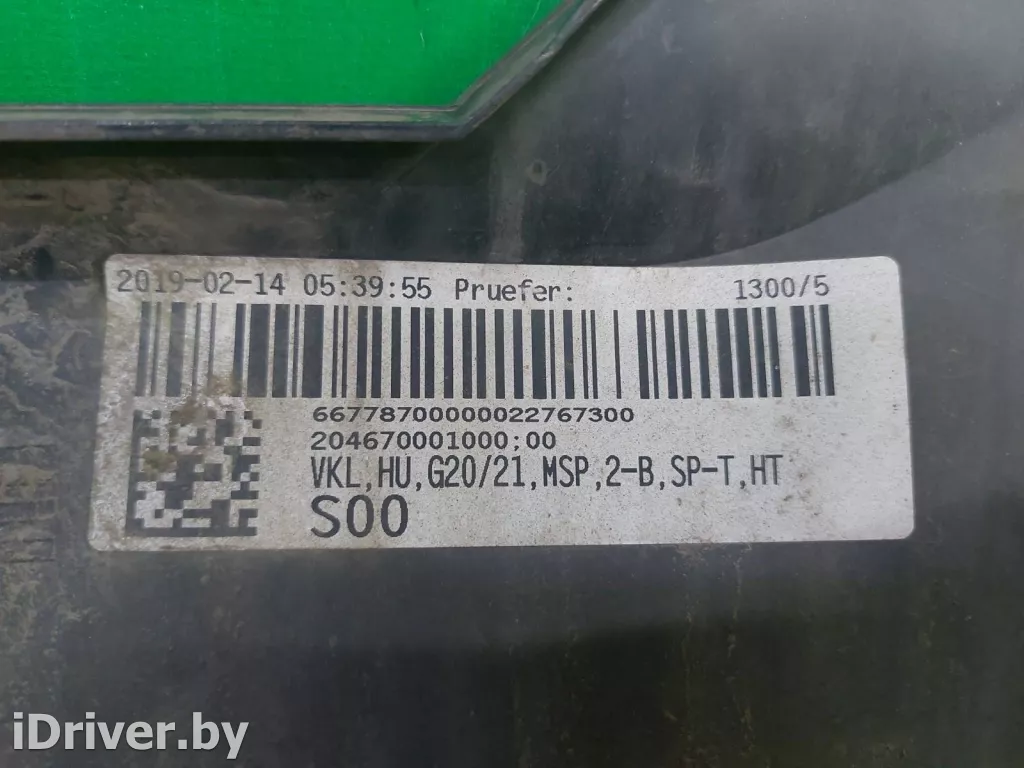 2019-02-14 05:39:55 Pruefer: 1300/5
66778700000022767300
204670001000;00
VKL,HU,G20/21,MSP,2-B,SP-T,HT
S00
iDriver.by